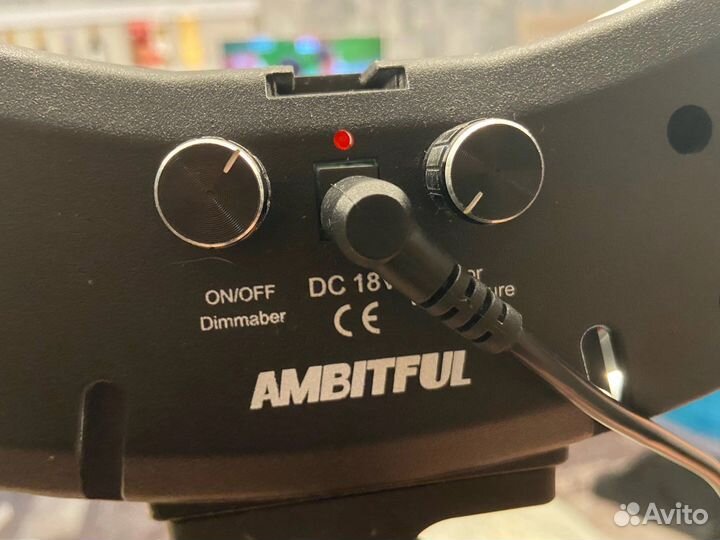 ON/OFF
Dimmaber
DC 18V
CE
AMBITFUL
Avito